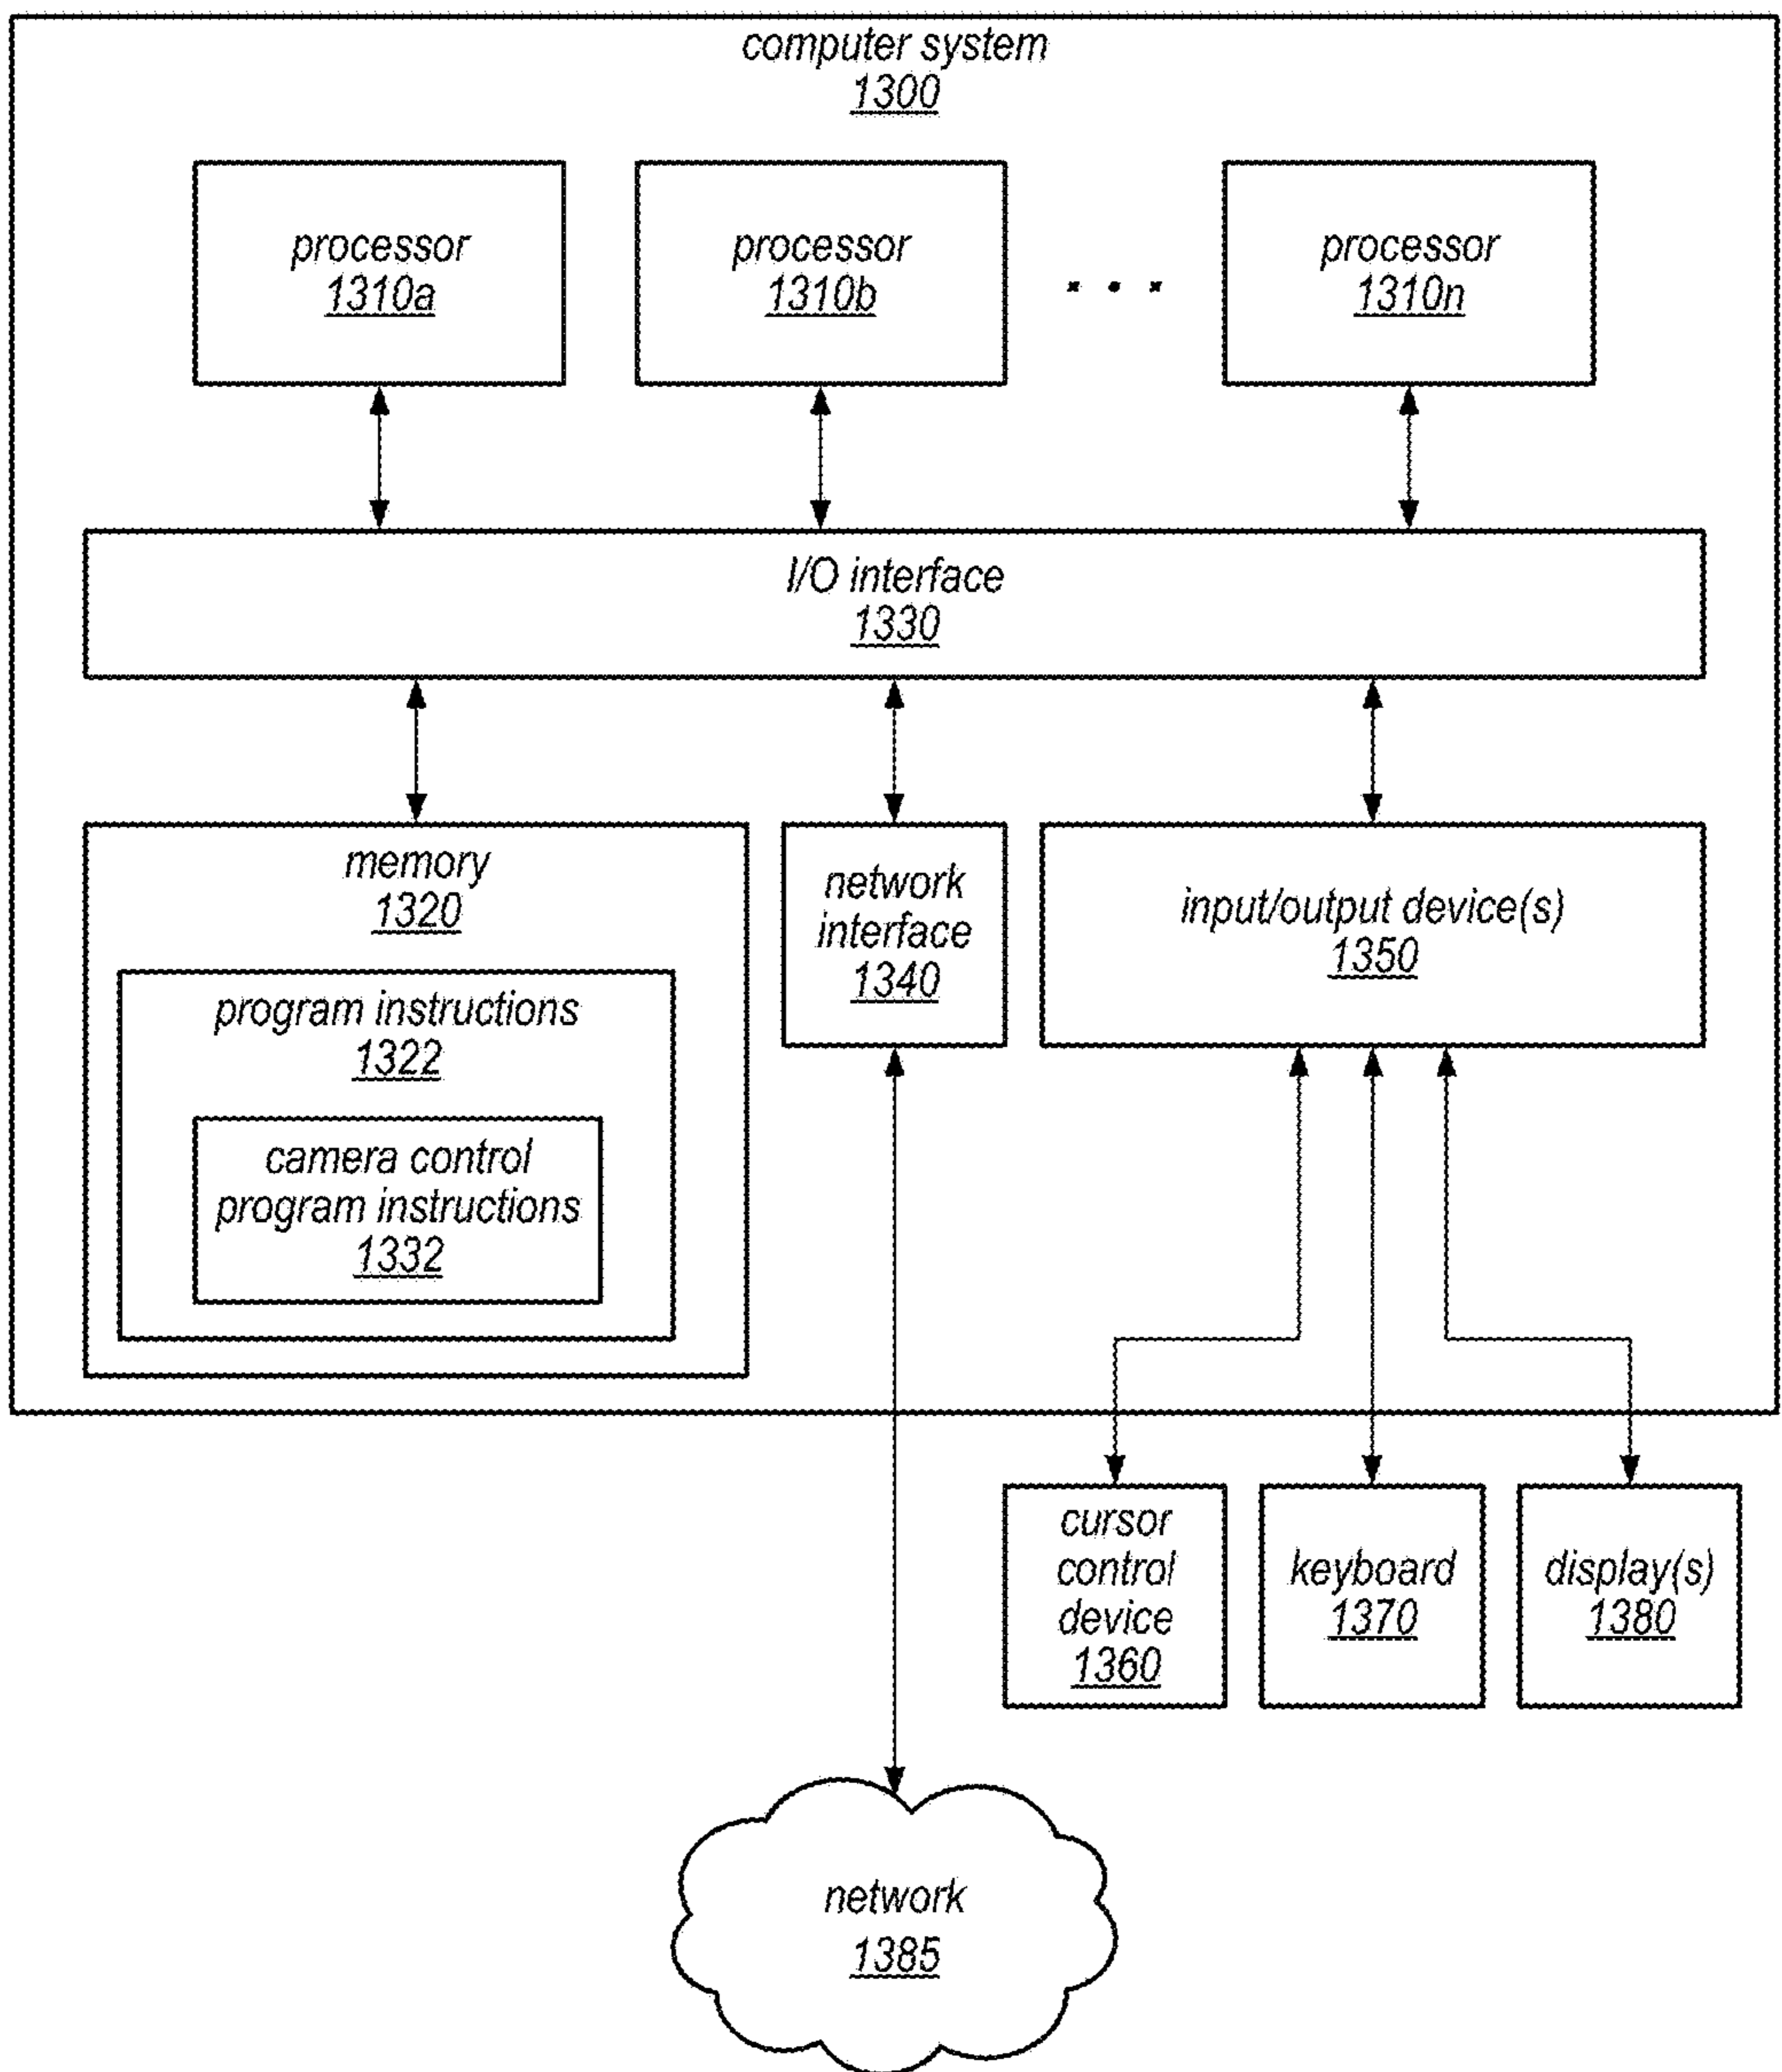 computer system
1300
processor
1310a
processor
1310b
. . .
processor
1310n
I/O interface
1330
memory
1320
program instructions
1322
camera control
program instructions
1332
network
interface
1340
input/output device(s)
1350
cursor
control
device
1360
keyboard
1370
display(s)
1380
network
1385